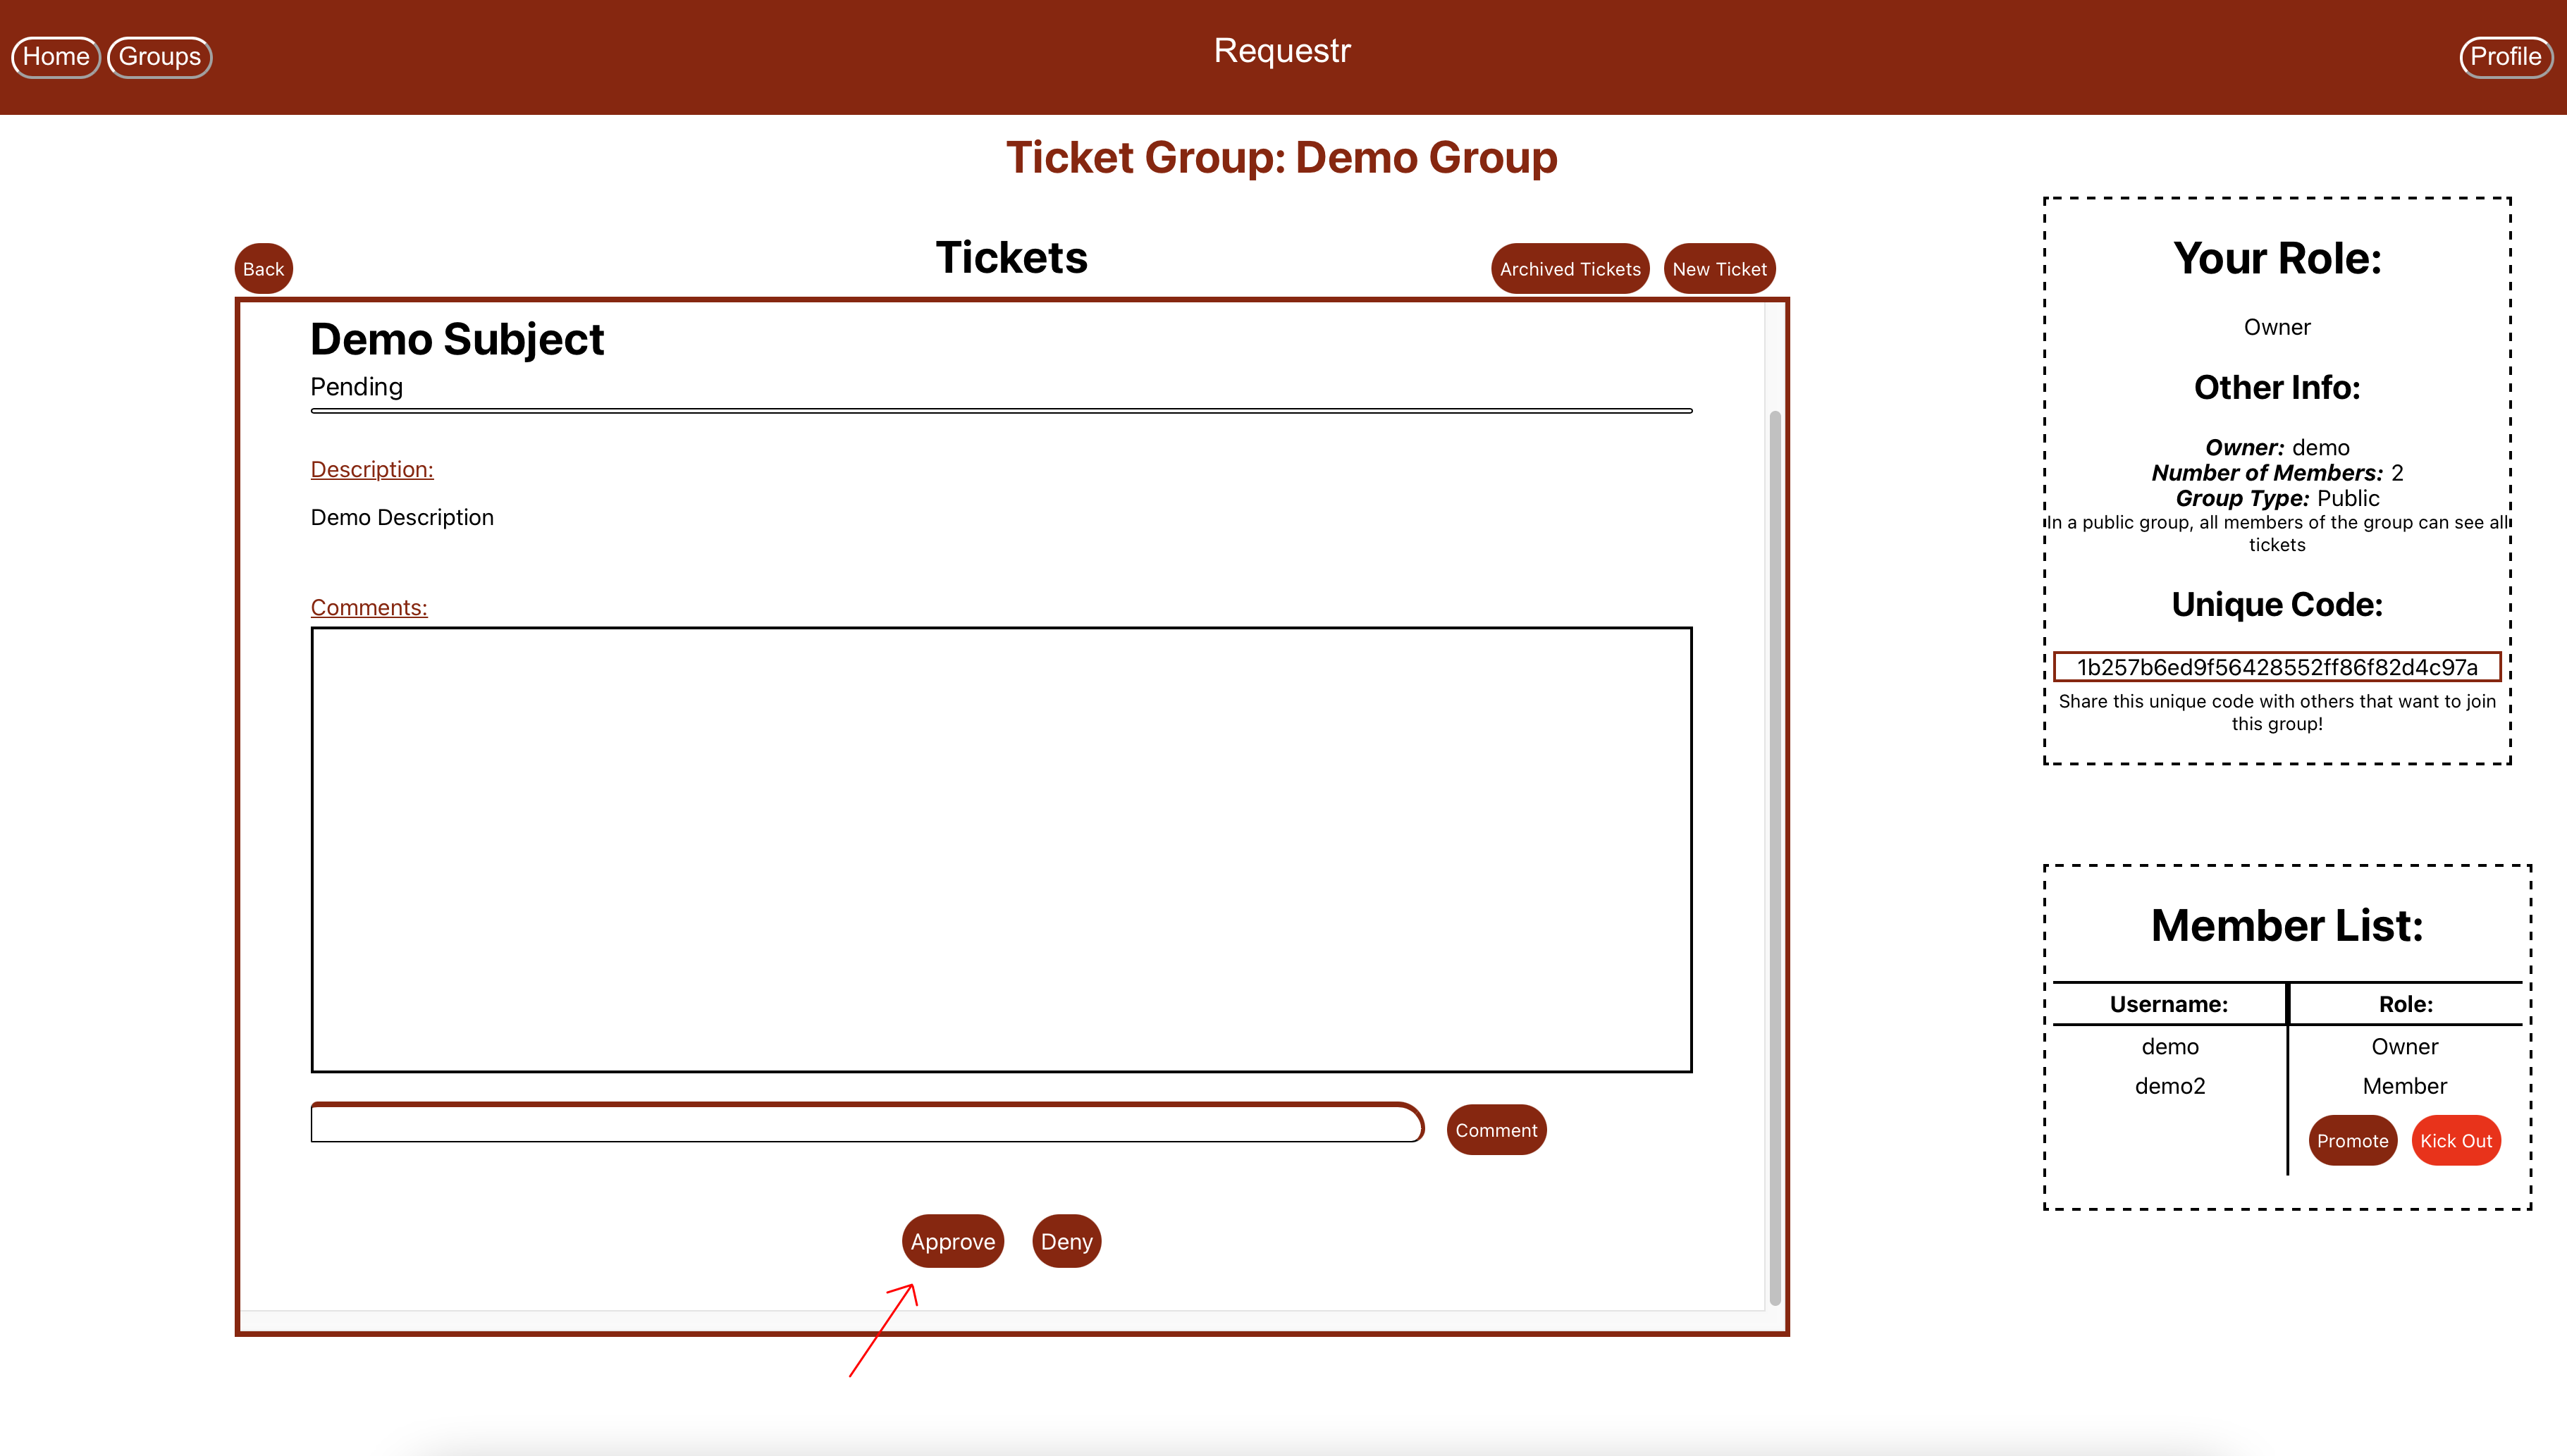 Home Groups Requestr Profile
Ticket Group: Demo Group
Back Tickets Archived Tickets New Ticket
Demo Subject
Pending
Description:
Demo Description
Comments:
Comment
Approve Deny
Your Role:
Owner
Other Info:
Owner: demo
Number of Members: 2
Group Type: Public
In a public group, all members of the group can see all
tickets
Unique Code:
1b257b6ed9f56428552ff86f82d4c97a
Share this unique code with others that want to join
this group!
Member List:
Username: Role:
demo Owner
demo2 Member
Promote Kick Out